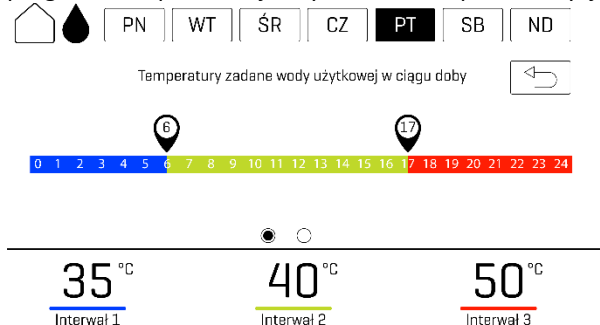 PN WT ŚR CZ PT SB ND
Temperatury zadane wody użytkowej w ciągu doby
6 17
0 1 2 3 4 5 6 7 8 9 10 11 12 13 14 15 16 17 18 19 20 21 22 23 24
35°C 40°C 50°C
Interwał 1 Interwał 2 Interwał 3